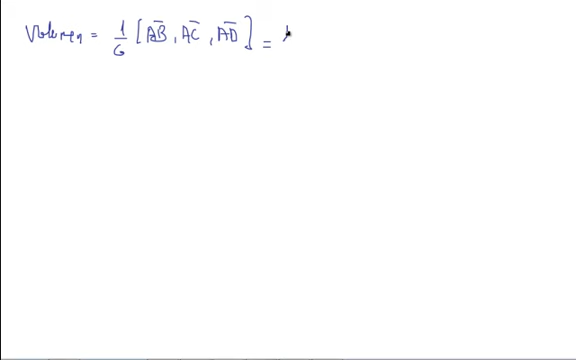 Volumen = 1/6 [AB̅, AC̅, AD̅] =